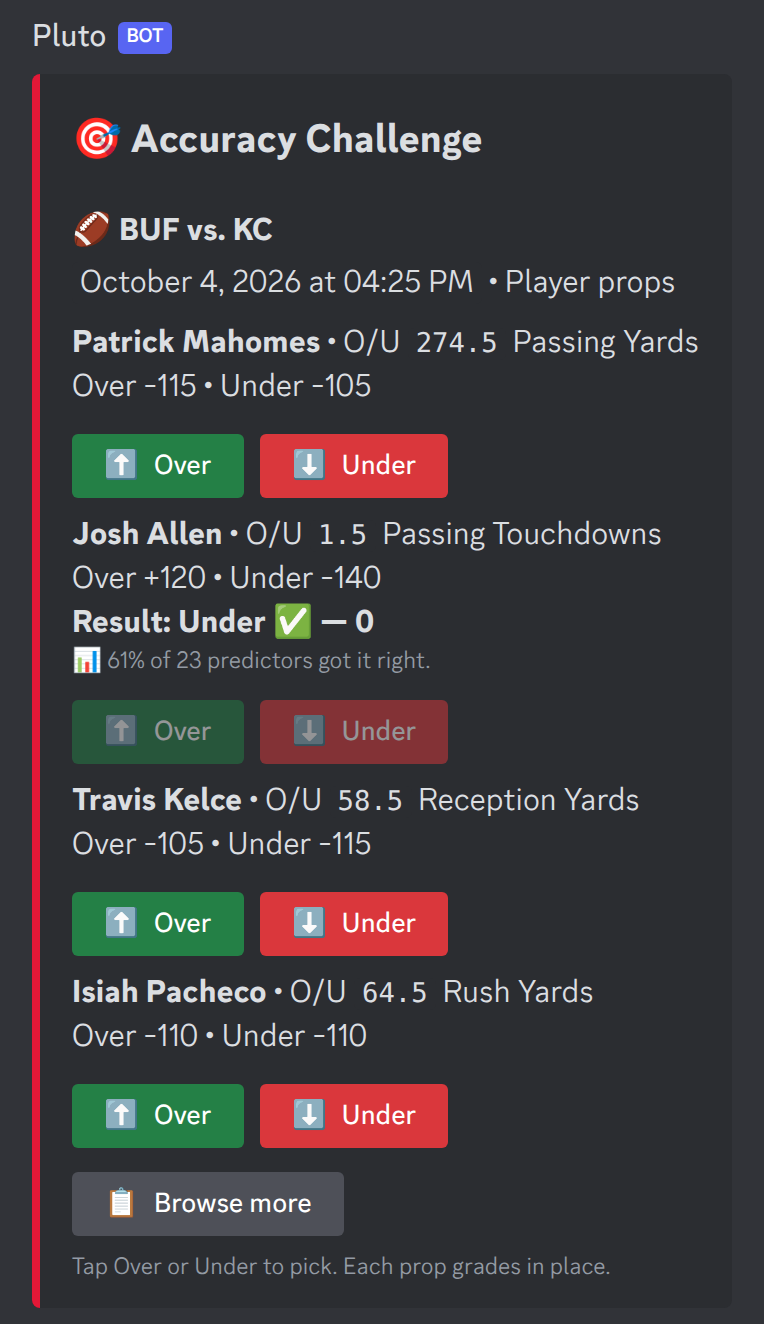 Pluto BOT
🎯 Accuracy Challenge
🏈 BUF vs. KC
October 4, 2026 at 04:25 PM • Player props
Patrick Mahomes • O/U 274.5 Passing Yards
Over -115 • Under -105
⬆️ Over ⬇️ Under
Josh Allen • O/U 1.5 Passing Touchdowns
Over +120 • Under -140
Result: Under ✅ — 0
📊 61% of 23 predictors got it right.
⬆️ Over ⬇️ Under
Travis Kelce • O/U 58.5 Reception Yards
Over -105 • Under -115
⬆️ Over ⬇️ Under
Isiah Pacheco • O/U 64.5 Rush Yards
Over -110 • Under -110
⬆️ Over ⬇️ Under
📋 Browse more
Tap Over or Under to pick. Each prop grades in place.